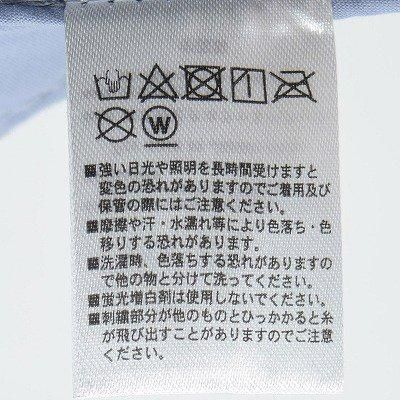 W
■強い日光や照明を長時間受けますと
変色の恐れがありますのでご着用及び
保管の際にはご注意ください。
■摩擦や汗・水漏れ等により色落ち・色
移りする恐れがあります。
■洗濯時、色落ちする恐れがありますの
で他の物と分けて洗ってください。
■蛍光増白剤は使用しないでください。
■刺繍部分が他のものとひっかかると糸
が飛び出すことがありますのでご注意
ください。